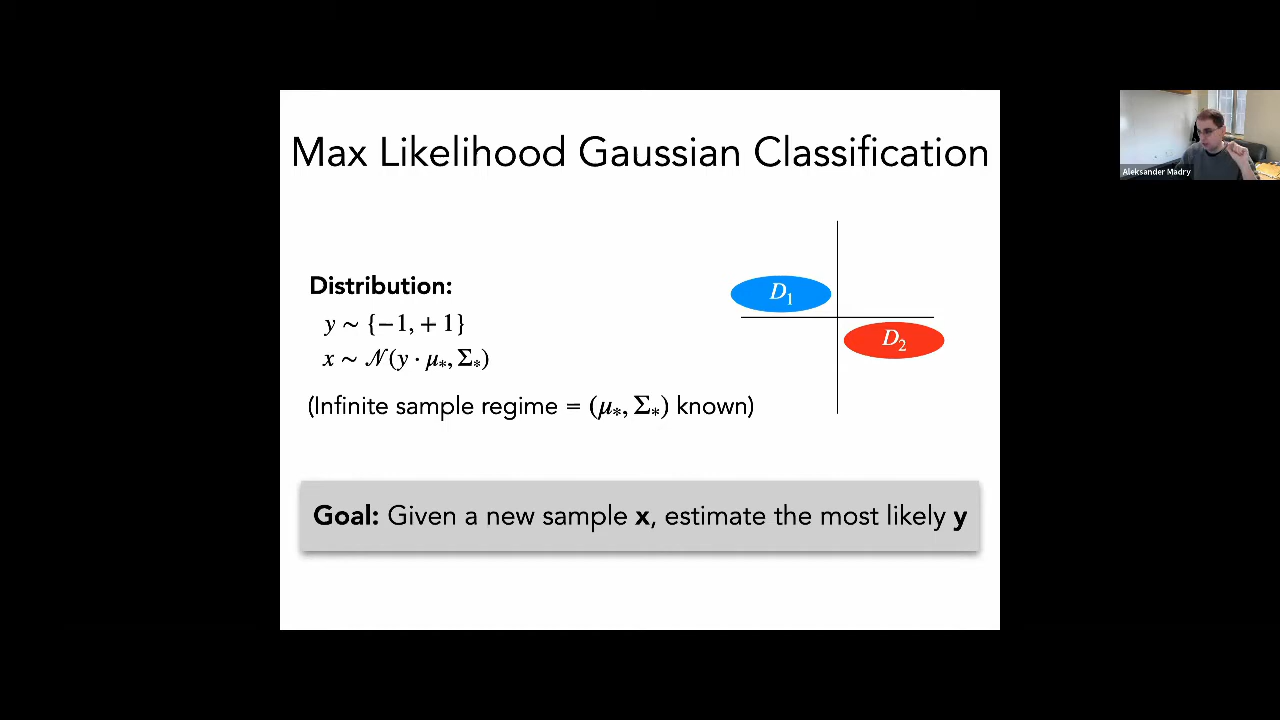 Max Likelihood Gaussian Classification
Aleksander Madry
Distribution:
y ∼ {−1, + 1}
x ∼ 𝒩(y · μ*, Σ*)
(Infinite sample regime = (μ*, Σ*) known)
D₁
D₂
Goal: Given a new sample x, estimate the most likely y